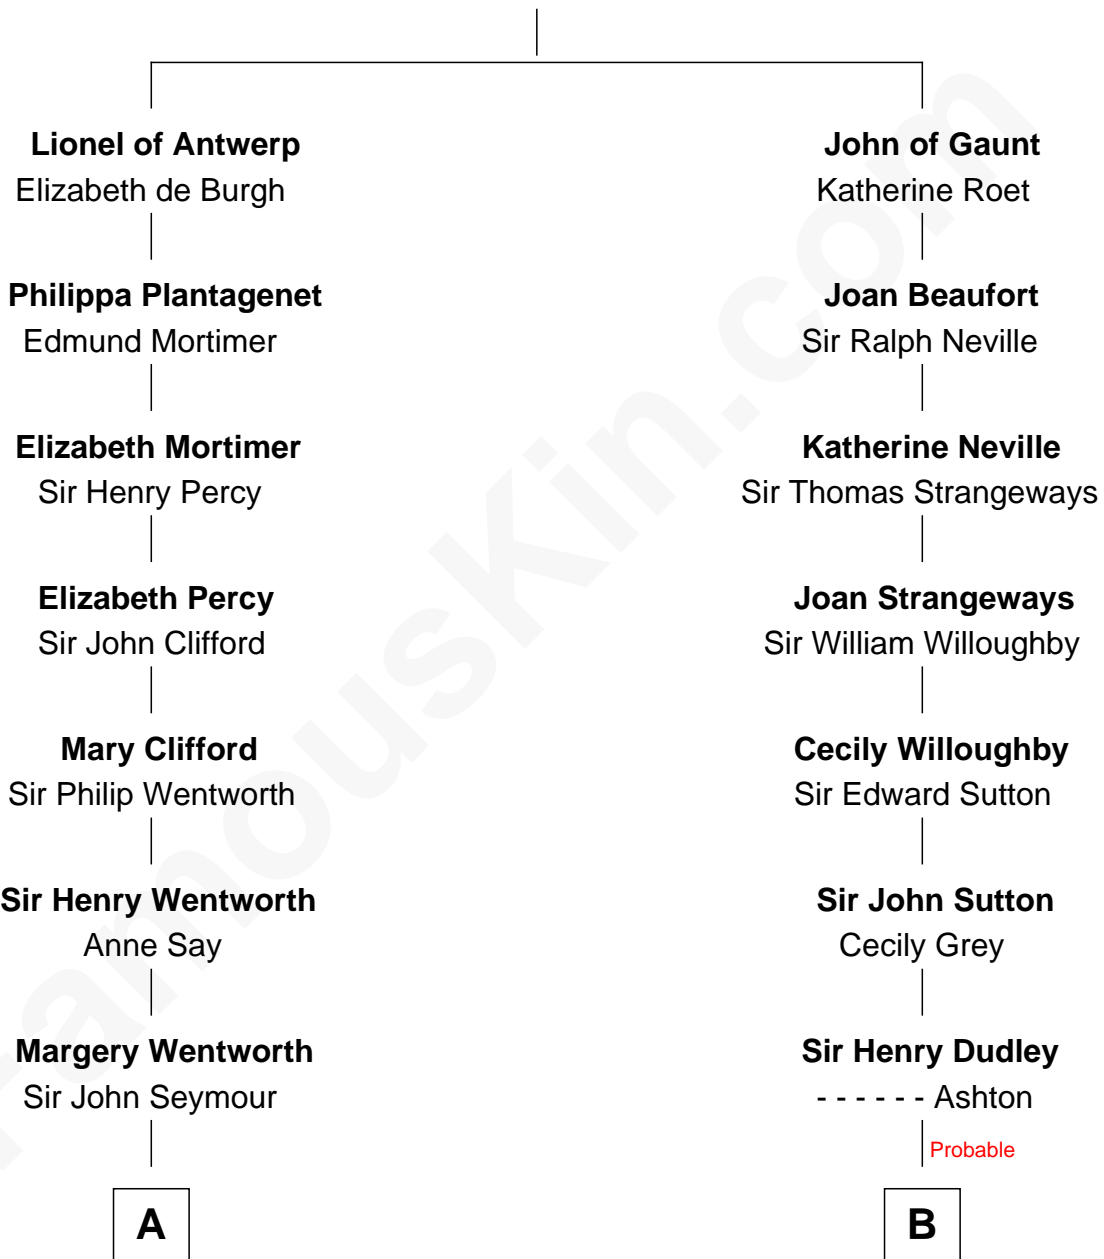 Lionel of Antwerp
Elizabeth de Burgh
Philippa Plantagenet
Edmund Mortimer
Elizabeth Mortimer
Sir Henry Percy
Elizabeth Percy
Sir John Clifford
Mary Clifford
Sir Philip Wentworth
Sir Henry Wentworth
Anne Say
Margery Wentworth
Sir John Seymour
A
John of Gaunt
Katherine Roet
Joan Beaufort
Sir Ralph Neville
Katherine Neville
Sir Thomas Strangeways
Joan Strangeways
Sir William Willoughby
Cecily Willoughby
Sir Edward Sutton
Sir John Sutton
Cecily Grey
Sir Henry Dudley
- - - - - - Ashton
Probable
B
FamousKin.com